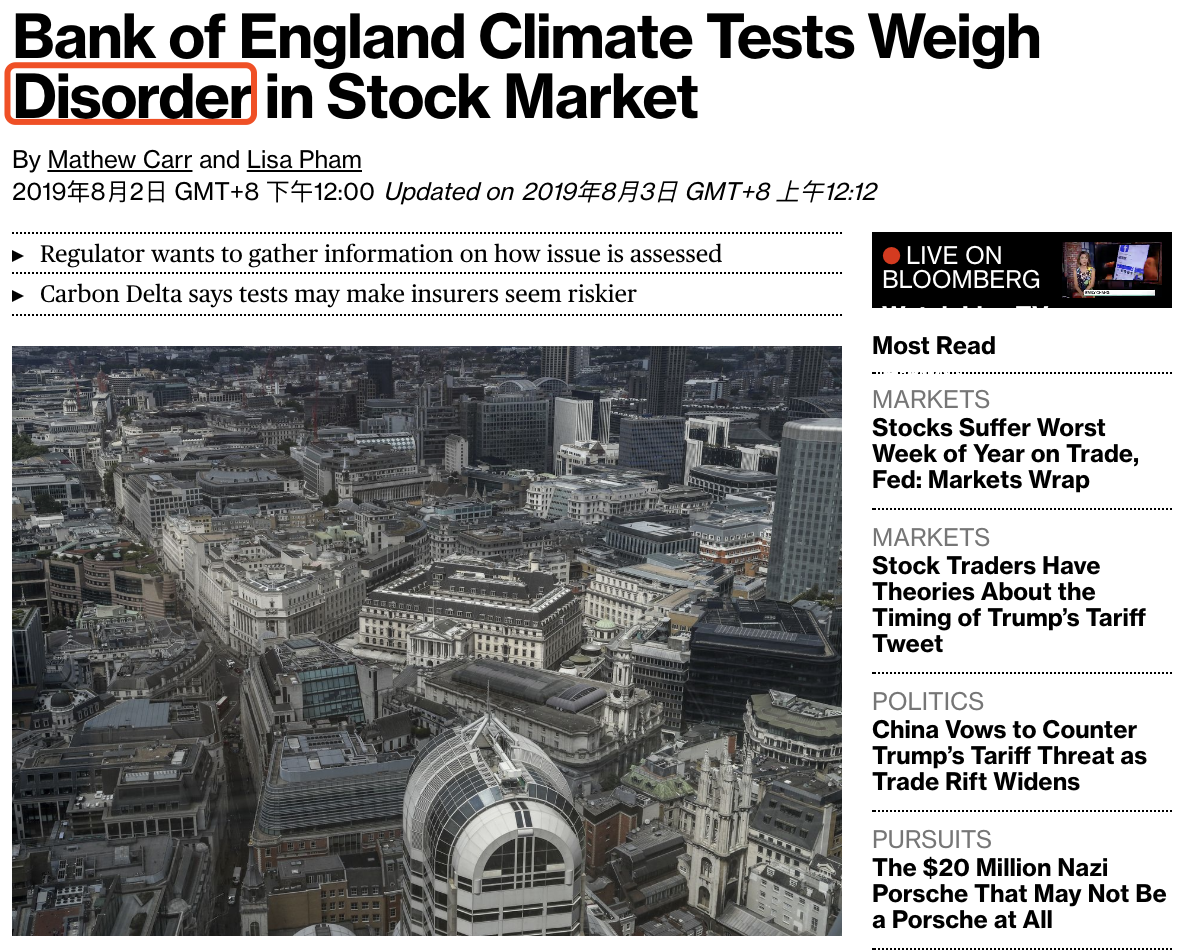 Bank of England Climate Tests Weigh
Disorder in Stock Market
By Mathew Carr and Lisa Pham
2019年8月2日 GMT+8 下午12:00 Updated on 2019年8月3日 GMT+8 上午12:12
▸ Regulator wants to gather information on how issue is assessed
▸ Carbon Delta says tests may make insurers seem riskier
LIVE ON
BLOOMBERG
Most Read
MARKETS
Stocks Suffer Worst
Week of Year on Trade,
Fed: Markets Wrap
MARKETS
Stock Traders Have
Theories About the
Timing of Trump’s Tariff
Tweet
POLITICS
China Vows to Counter
Trump’s Tariff Threat as
Trade Rift Widens
PURSUITS
The $20 Million Nazi
Porsche That May Not Be
a Porsche at All